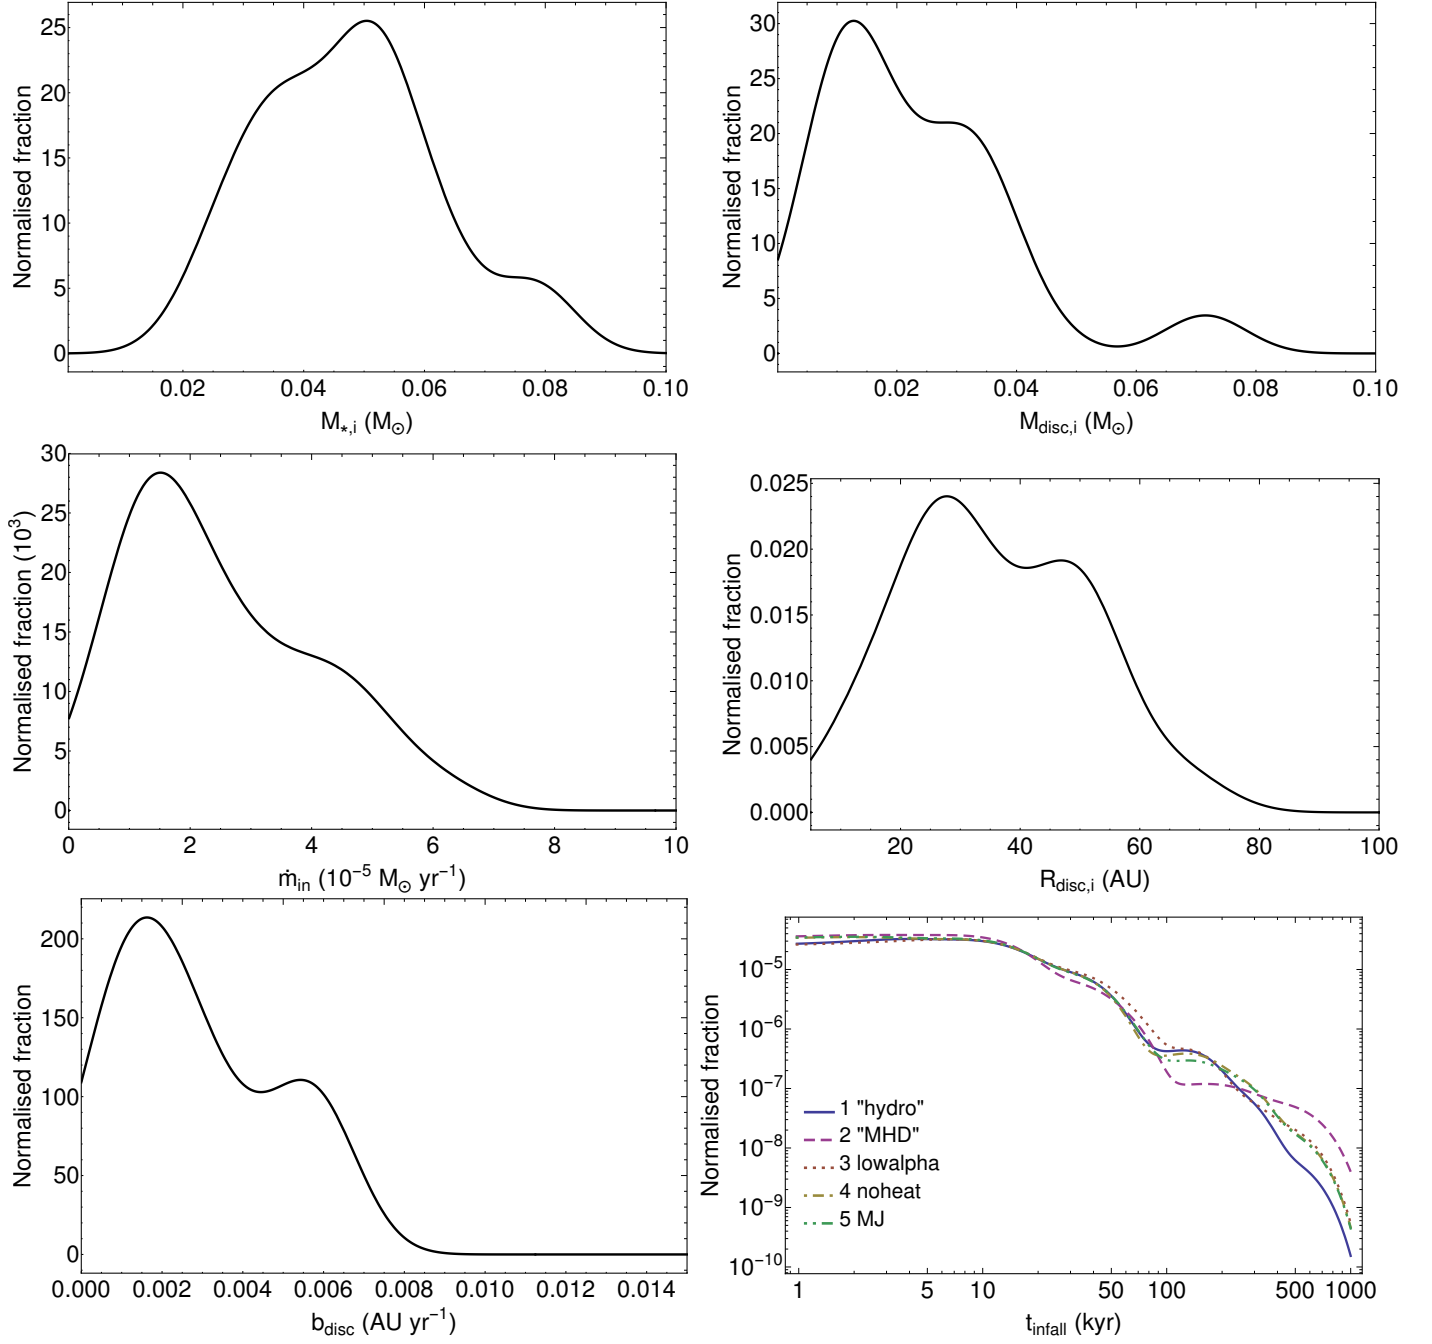 25
20
15
10
5
0
Normalised fraction
0.02 0.04 0.06 0.08 0.10
M⋆,i (M⊙)
30
25
20
15
10
5
0
Normalised fraction
0.02 0.04 0.06 0.08 0.10
Mdisc,i (M⊙)
30
25
20
15
10
5
0
Normalised fraction (10³)
0 2 4 6 8 10
ṁin (10⁻⁵ M⊙ yr⁻¹)
0.025
0.020
0.015
0.010
0.005
0.000
Normalised fraction
20 40 60 80 100
Rdisc,i (AU)
200
150
100
50
0
Normalised fraction
0.000 0.002 0.004 0.006 0.008 0.010 0.012 0.014
bdisc (AU yr⁻¹)
10⁻⁵
10⁻⁶
10⁻⁷
10⁻⁸
10⁻⁹
10⁻¹⁰
Normalised fraction
1 "hydro"
2 "MHD"
3 lowalpha
4 noheat
5 MJ
1 5 10 50 100 500 1000
tinfall (kyr)